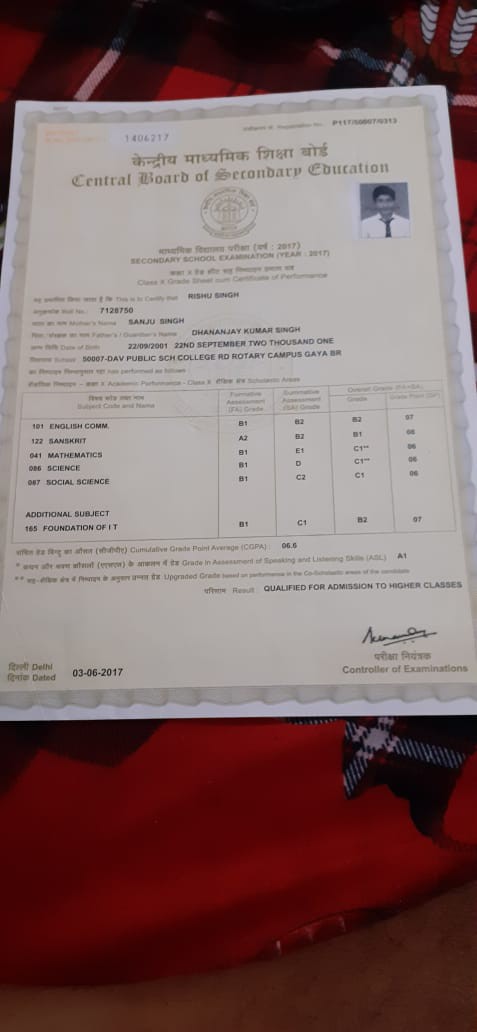 1406217
Registration No. P117/50007/0313
केन्द्रीय माध्यमिक शिक्षा बोर्ड
Central Board of Secondary Education
माध्यमिक विद्यालय परीक्षा (वर्ष : 2017)
SECONDARY SCHOOL EXAMINATION (YEAR : 2017)
कक्षा X ग्रेड शीट सह निष्पादन प्रमाण पत्र
Class X Grade Sheet cum Certificate of Performance
यह प्रमाणित किया जाता है कि This is to Certify that RISHU SINGH
अनुक्रमांक Roll No. 7128750
माता का नाम Mother's Name SANJU SINGH
पिता/संरक्षक का नाम Father's / Guardian's Name DHANANJAY KUMAR SINGH
जन्म तिथि Date of Birth 22/09/2001 22ND SEPTEMBER TWO THOUSAND ONE
विद्यालय School 50007-DAV PUBLIC SCH COLLEGE RD ROTARY CAMPUS GAYA BR
has performed as follows
शैक्षणिक निष्पादन - कक्षा X Academic Performance - Class X शैक्षिक क्षेत्र Scholastic Areas
विषय कोड तथा नाम Subject Code and Name Formative Assessment (FA) Grade Summative Assessment (SA) Grade Overall Grade (FA+SA) Grade Grade Point (GP)
101 ENGLISH COMM. B1 B2 B2 07
122 SANSKRIT A2 B2 B1 08
041 MATHEMATICS B1 E1 C1** 06
086 SCIENCE B1 D C1** 06
087 SOCIAL SCIENCE B1 C2 C1 06
ADDITIONAL SUBJECT
165 FOUNDATION OF I T B1 C1 B2 07
संचित ग्रेड बिन्दु का औसत (सीजीपीए) Cumulative Grade Point Average (CGPA) : 06.6
* कथन और श्रवण कौशलों (एएसएल) के आकलन में ग्रेड Grade in Assessment of Speaking and Listening Skills (ASL) A1
** सह-शैक्षिक क्षेत्र में निष्पादन के अनुसार उन्नत ग्रेड Upgraded Grade based on performance in the Co-Scholastic areas of the candidate
परिणाम Result QUALIFIED FOR ADMISSION TO HIGHER CLASSES
दिल्ली Delhi
दिनांक Dated 03-06-2017
परीक्षा नियंत्रक
Controller of Examinations